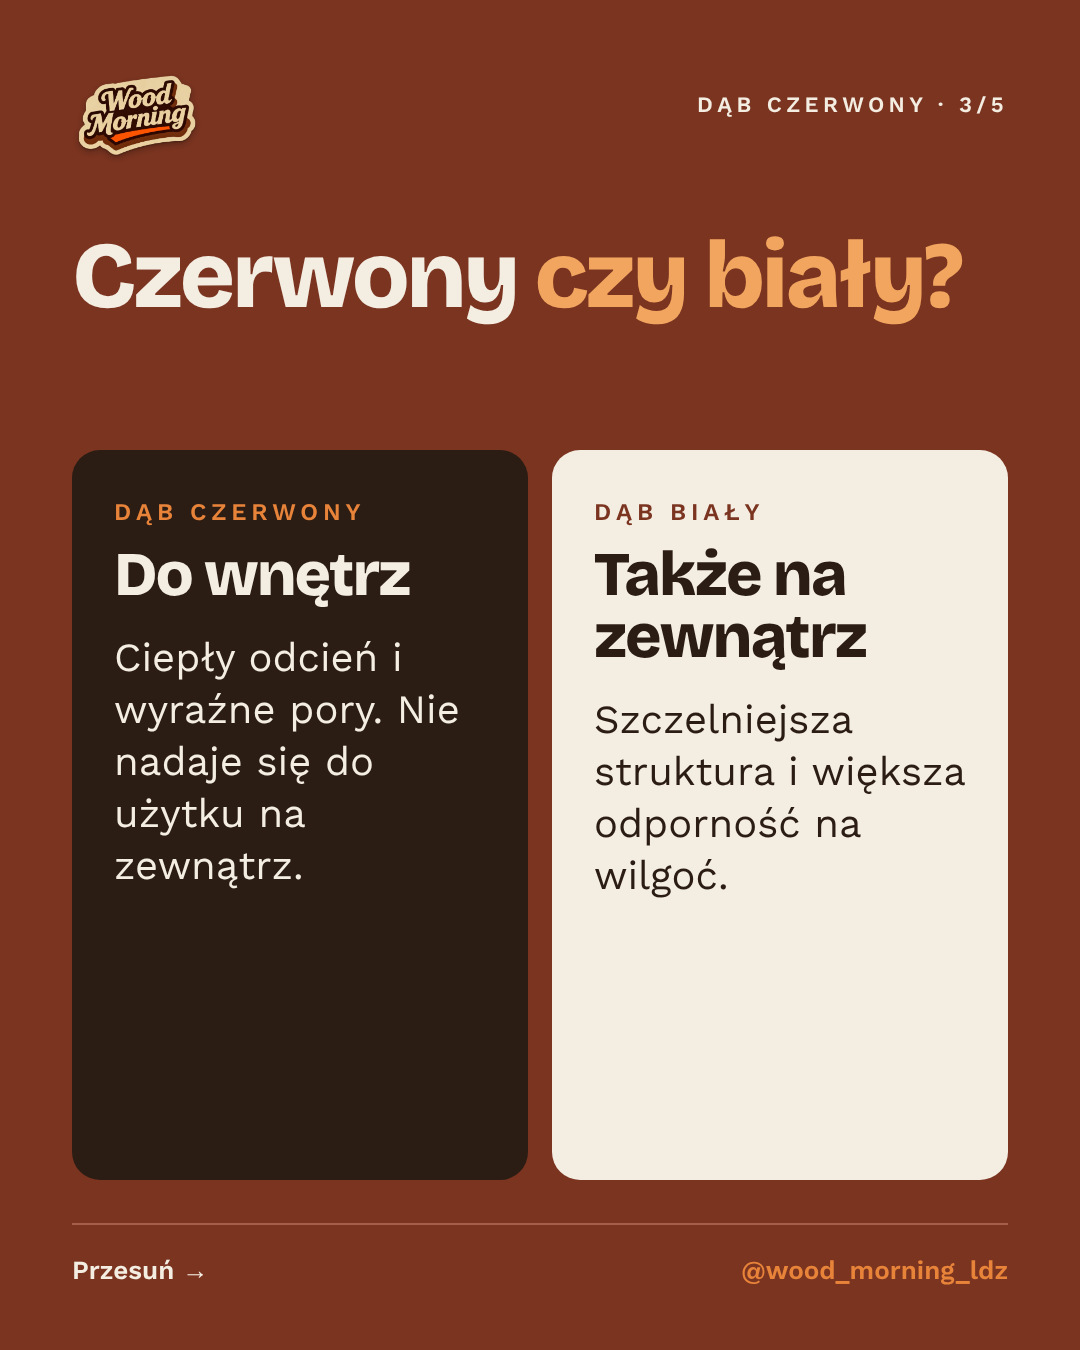 Wood
Morning
DĄB CZERWONY · 3/5
Czerwony czy biały?
DĄB CZERWONY
Do wnętrz
Ciepły odcień i
wyraźne pory. Nie
nadaje się do
użytku na
zewnątrz.
DĄB BIAŁY
Także na
zewnątrz
Szczelniejsza
struktura i większa
odporność na
wilgoć.
Przesuń →
@wood_morning_ldz